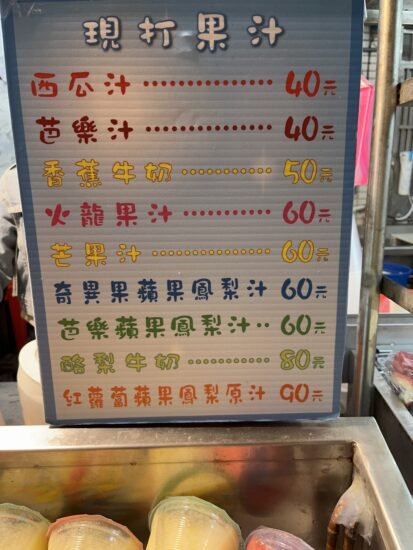 現打果汁
西瓜汁⋯⋯⋯⋯⋯40元
芭樂汁⋯⋯⋯⋯⋯40元
香蕉牛奶⋯⋯⋯⋯50元
火龍果汁⋯⋯⋯⋯60元
芒果汁⋯⋯⋯⋯⋯60元
奇異果蘋果鳳梨汁 60元
芭樂蘋果鳳梨汁‥60元
酪梨牛奶⋯⋯⋯⋯80元
紅蘿蔔蘋果鳳梨原汁 90元